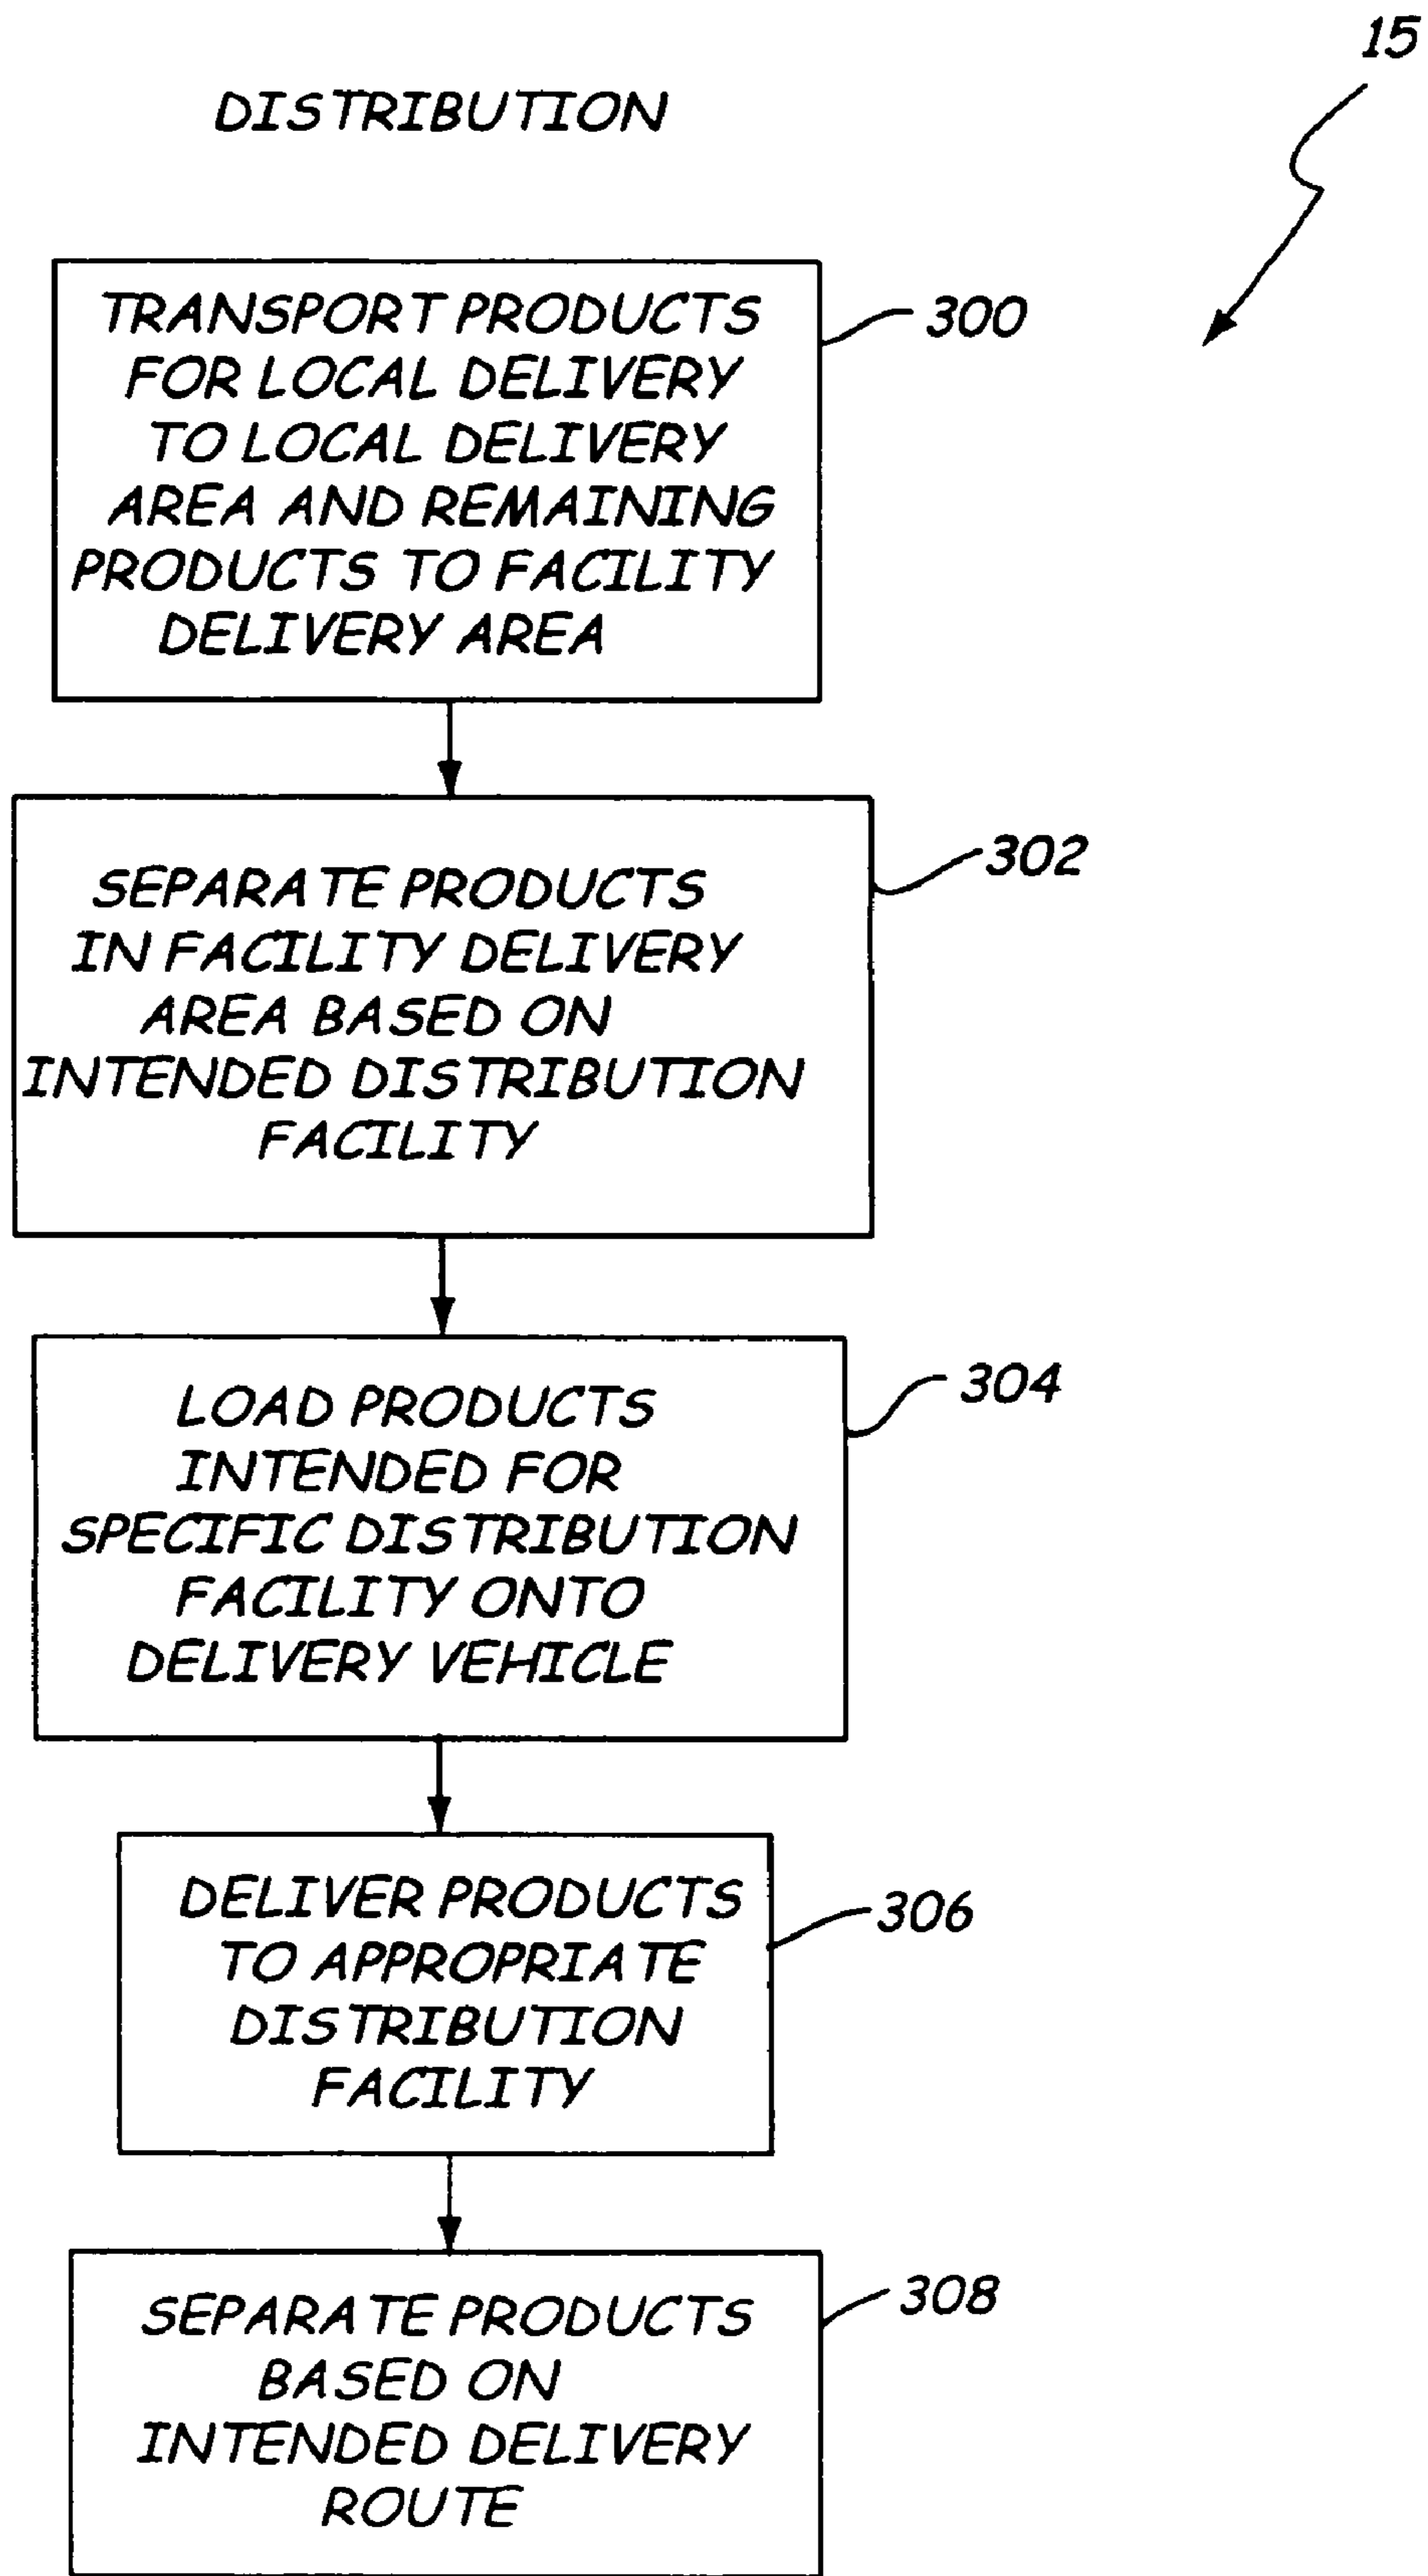 15
DISTRIBUTION
TRANSPORT PRODUCTS
FOR LOCAL DELIVERY
TO LOCAL DELIVERY
AREA AND REMAINING
PRODUCTS TO FACILITY
DELIVERY AREA
300
SEPARATE PRODUCTS
IN FACILITY DELIVERY
AREA BASED ON
INTENDED DISTRIBUTION
FACILITY
302
LOAD PRODUCTS
INTENDED FOR
SPECIFIC DISTRIBUTION
FACILITY ONTO
DELIVERY VEHICLE
304
DELIVER PRODUCTS
TO APPROPRIATE
DISTRIBUTION
FACILITY
306
SEPARATE PRODUCTS
BASED ON
INTENDED DELIVERY
ROUTE
308